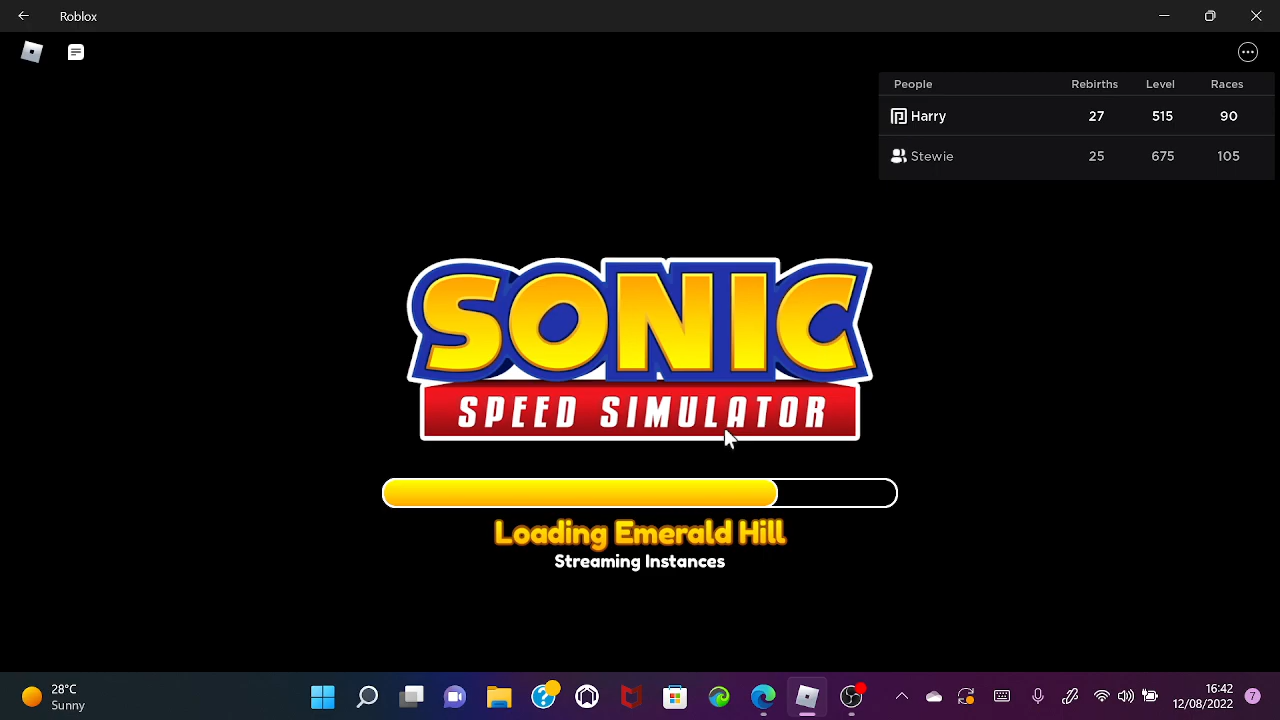 Roblox
People Rebirths Level Races
Harry 27 515 90
Stewie 25 675 105
SONIC
SPEED SIMULATOR
Loading Emerald Hill
Streaming Instances
28°C
Sunny
16:42
12/08/2022
7